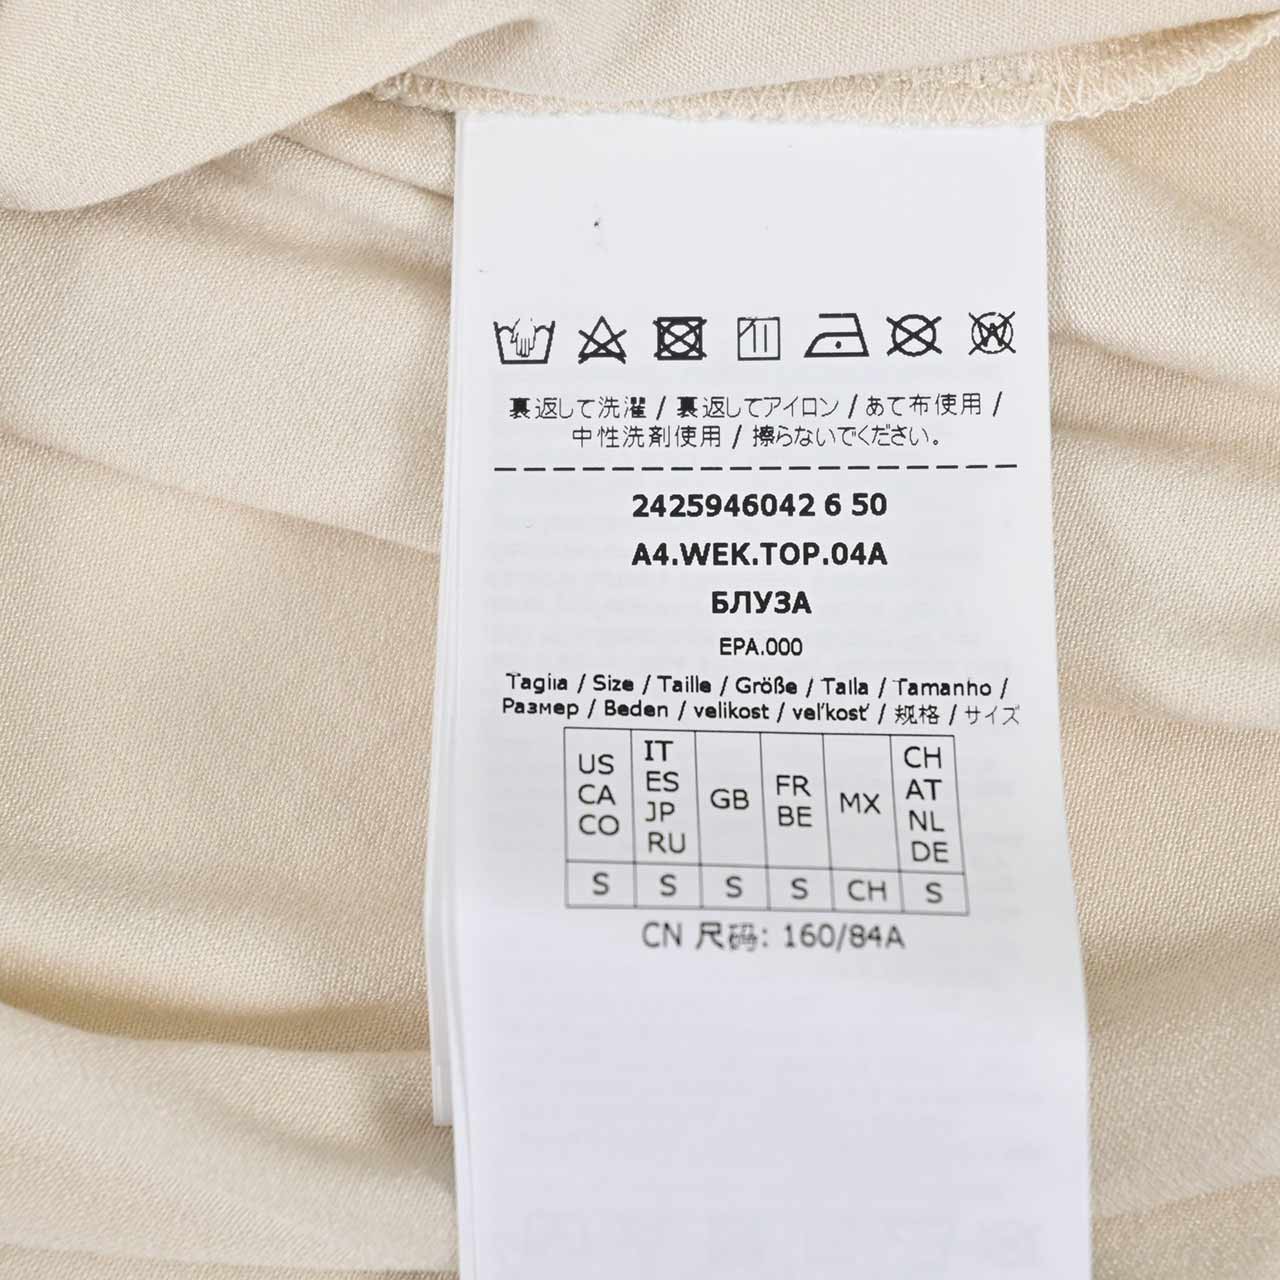 裏返して洗濯 / 裏返してアイロン / あて布使用 /
中性洗剤使用 / 擦らないでください。
2425946042 6 50
A4.WEK.TOP.04A
БЛУЗА
EPA.000
Taglia / Size / Taille / Größe / Talla / Tamanho /
Размер / Beden / velikost / veľkosť / 规格 / サイズ
US CA CO
IT ES JP RU
GB
FR BE
MX
CH AT NL DE
S S S S CH S
CN 尺码: 160/84A